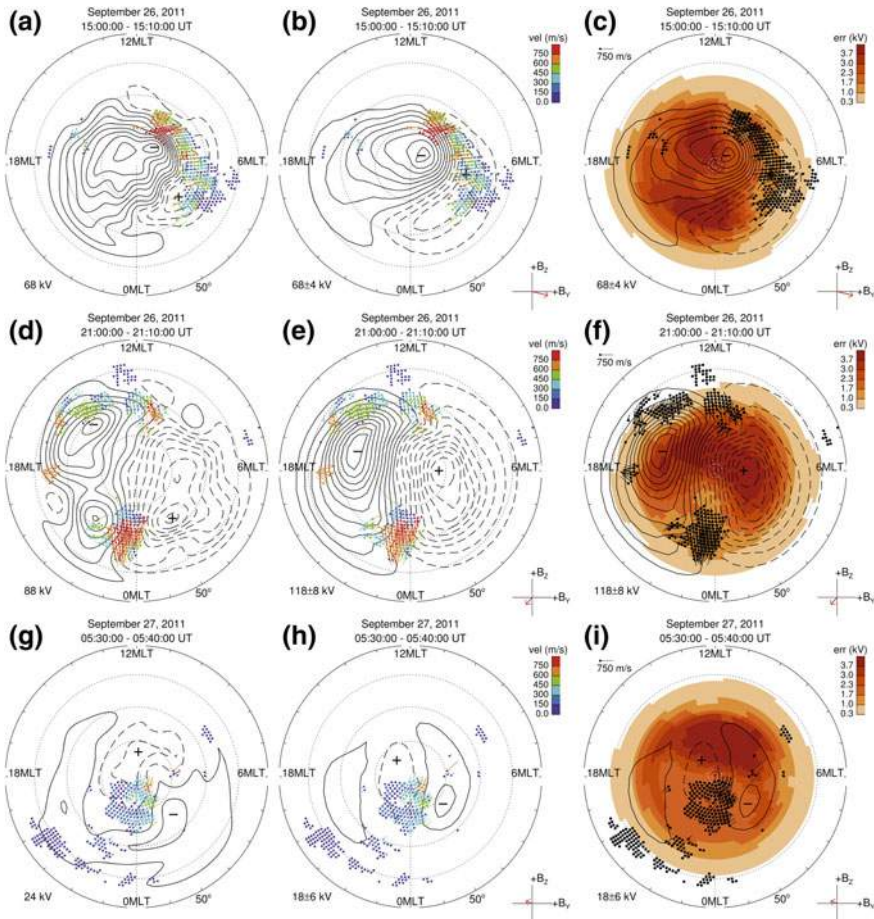 (a) September 26, 2011
15:00:00 - 15:10:00 UT
12MLT
18MLT
6MLT
0MLT
50°
68 kV
-
+
(b) September 26, 2011
15:00:00 - 15:10:00 UT
12MLT
vel (m/s)
750
600
450
300
150
0.0
18MLT
6MLT
0MLT
50°
68±4 kV
-
+
+BZ
+BY
(c) September 26, 2011
15:00:00 - 15:10:00 UT
12MLT
750 m/s
err (kV)
3.7
3.0
2.3
1.7
1.0
0.3
18MLT
6MLT
0MLT
50°
68±4 kV
-
+
+BZ
+BY
(d) September 26, 2011
21:00:00 - 21:10:00 UT
12MLT
18MLT
6MLT
0MLT
50°
88 kV
-
+
(e) September 26, 2011
21:00:00 - 21:10:00 UT
12MLT
vel (m/s)
750
600
450
300
150
0.0
18MLT
6MLT
0MLT
50°
118±8 kV
-
+
+BZ
+BY
(f) September 26, 2011
21:00:00 - 21:10:00 UT
12MLT
750 m/s
err (kV)
3.7
3.0
2.3
1.7
1.0
0.3
18MLT
6MLT
0MLT
50°
118±8 kV
-
+
+BZ
+BY
(g) September 27, 2011
05:30:00 - 05:40:00 UT
12MLT
18MLT
6MLT
0MLT
50°
24 kV
+
-
(h) September 27, 2011
05:30:00 - 05:40:00 UT
12MLT
vel (m/s)
750
600
450
300
150
0.0
18MLT
6MLT
0MLT
50°
18±6 kV
+
-
+BZ
+BY
(i) September 27, 2011
05:30:00 - 05:40:00 UT
12MLT
750 m/s
err (kV)
3.7
3.0
2.3
1.7
1.0
0.3
18MLT
6MLT
0MLT
50°
18±6 kV
+
-
+BZ
+BY